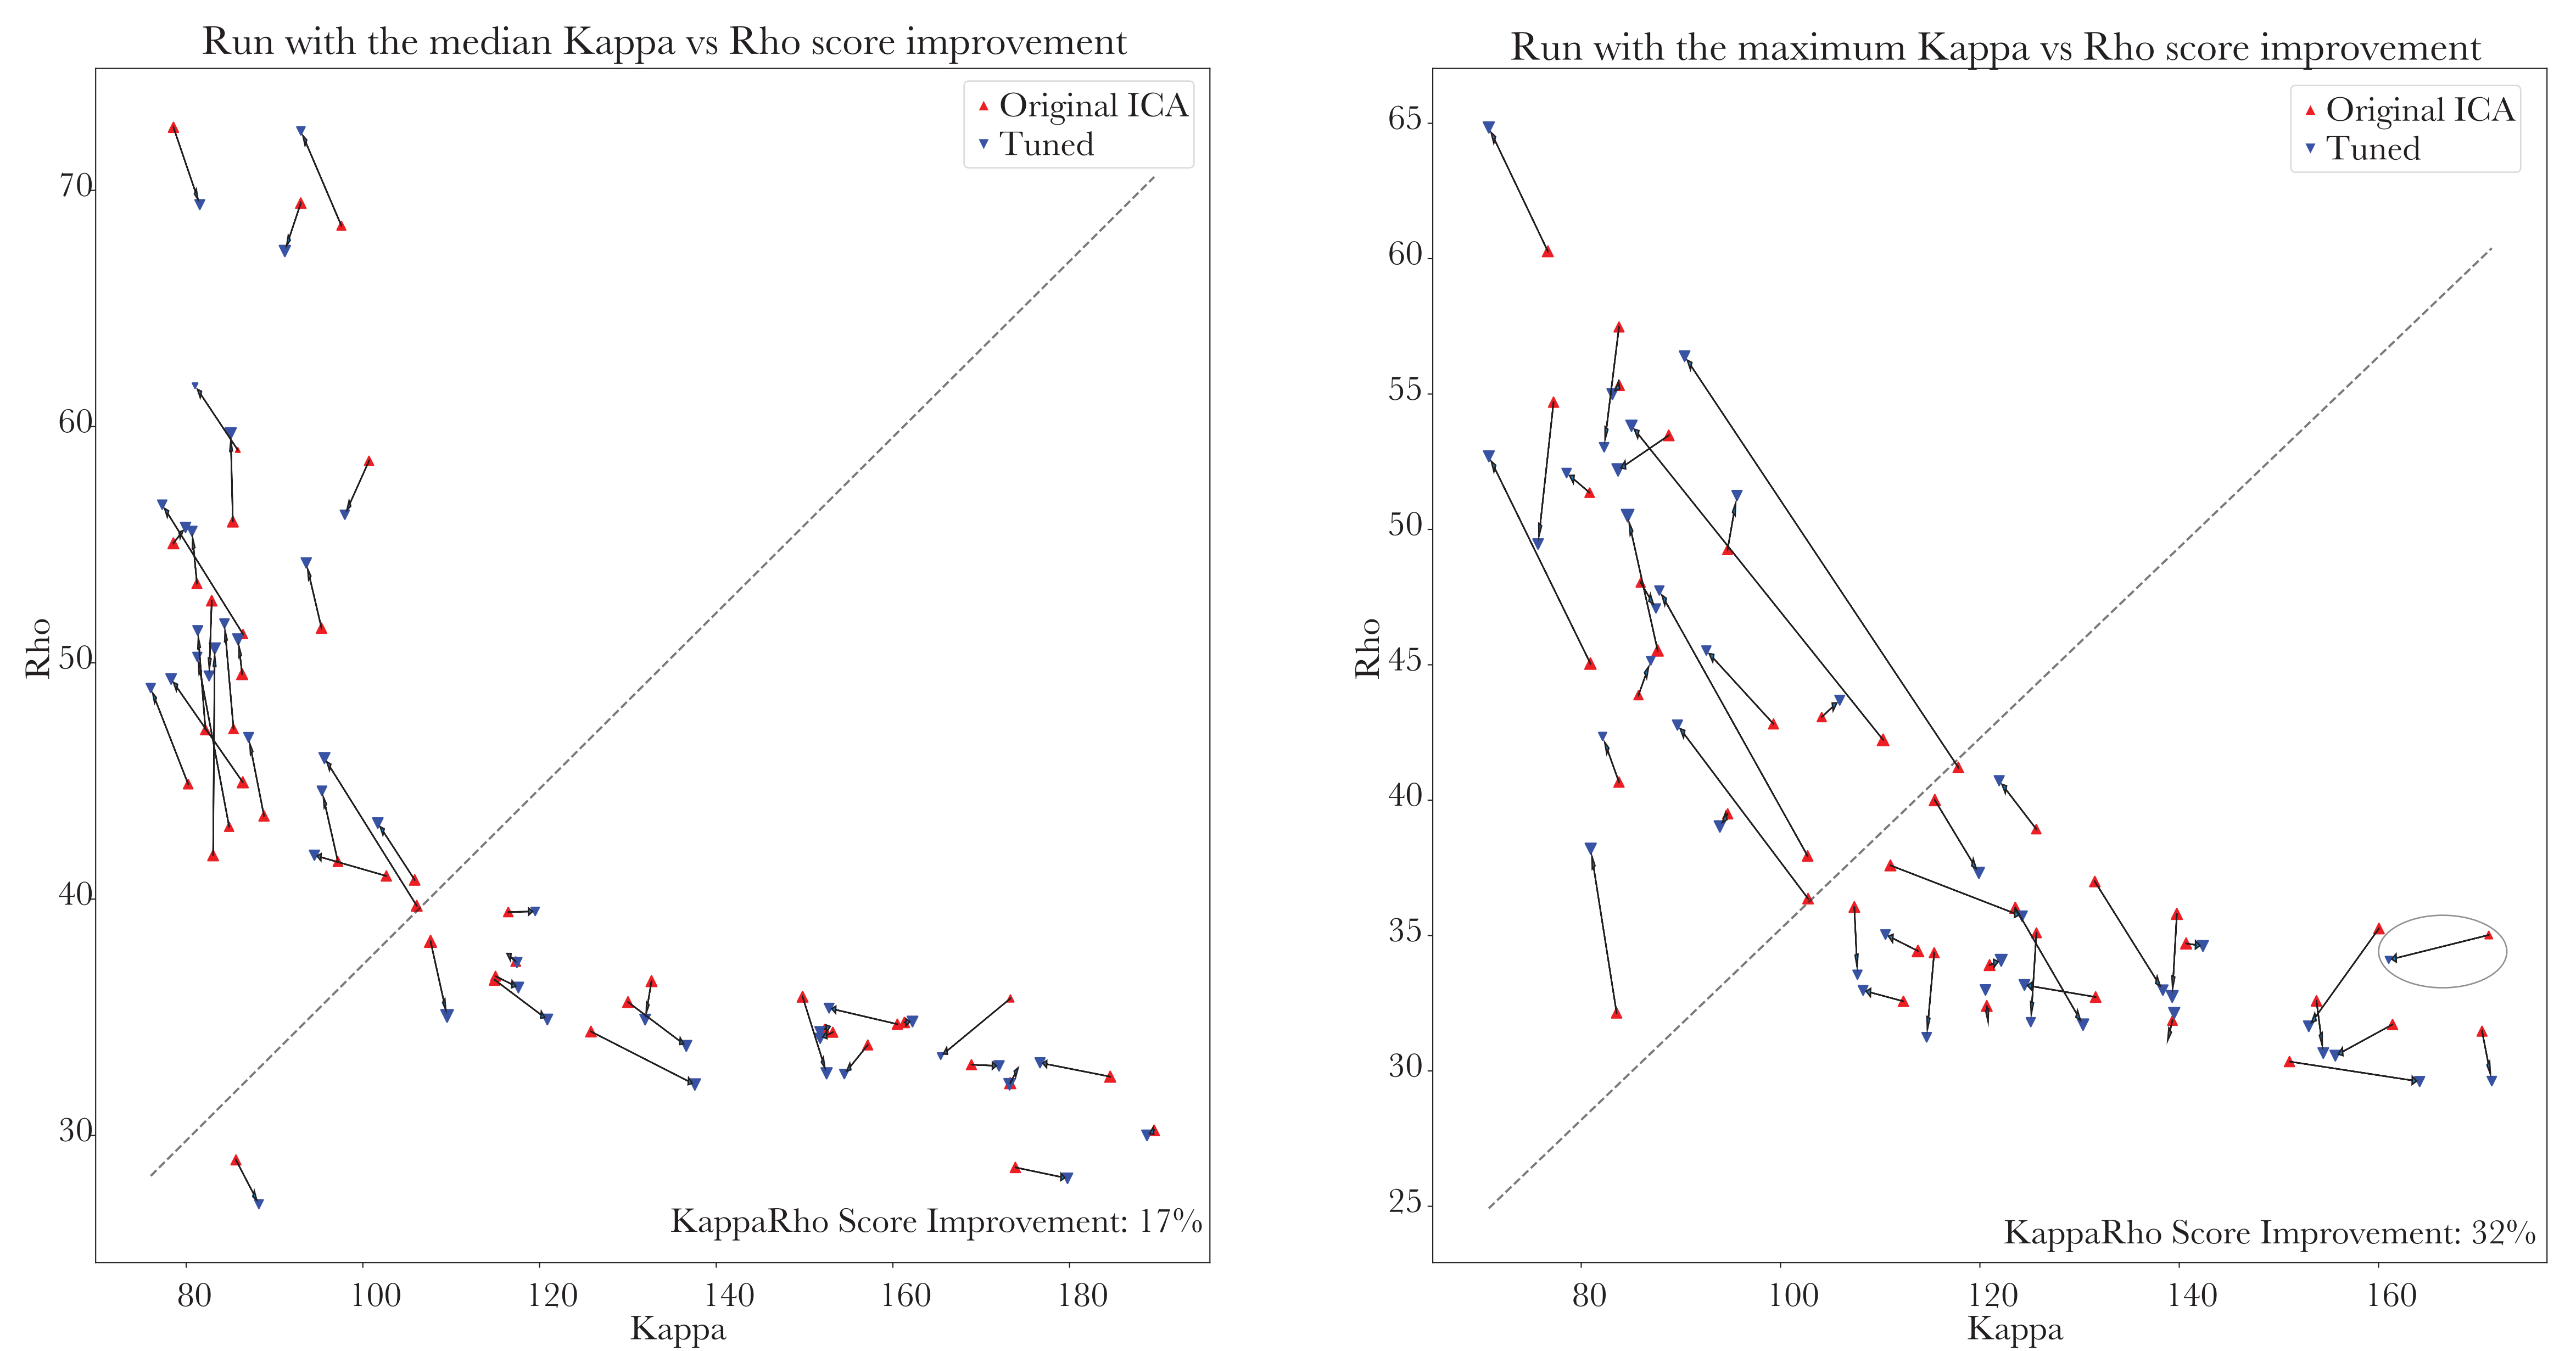 Run with the median Kappa vs Rho score improvement
Original ICA
Tuned
70
60
50
40
30
Rho
KappaRho Score Improvement: 17%
80
100
120
140
160
180
Kappa
Run with the maximum Kappa vs Rho score improvement
Original ICA
Tuned
65
60
55
50
45
40
35
30
25
Rho
KappaRho Score Improvement: 32%
80
100
120
140
160
Kappa